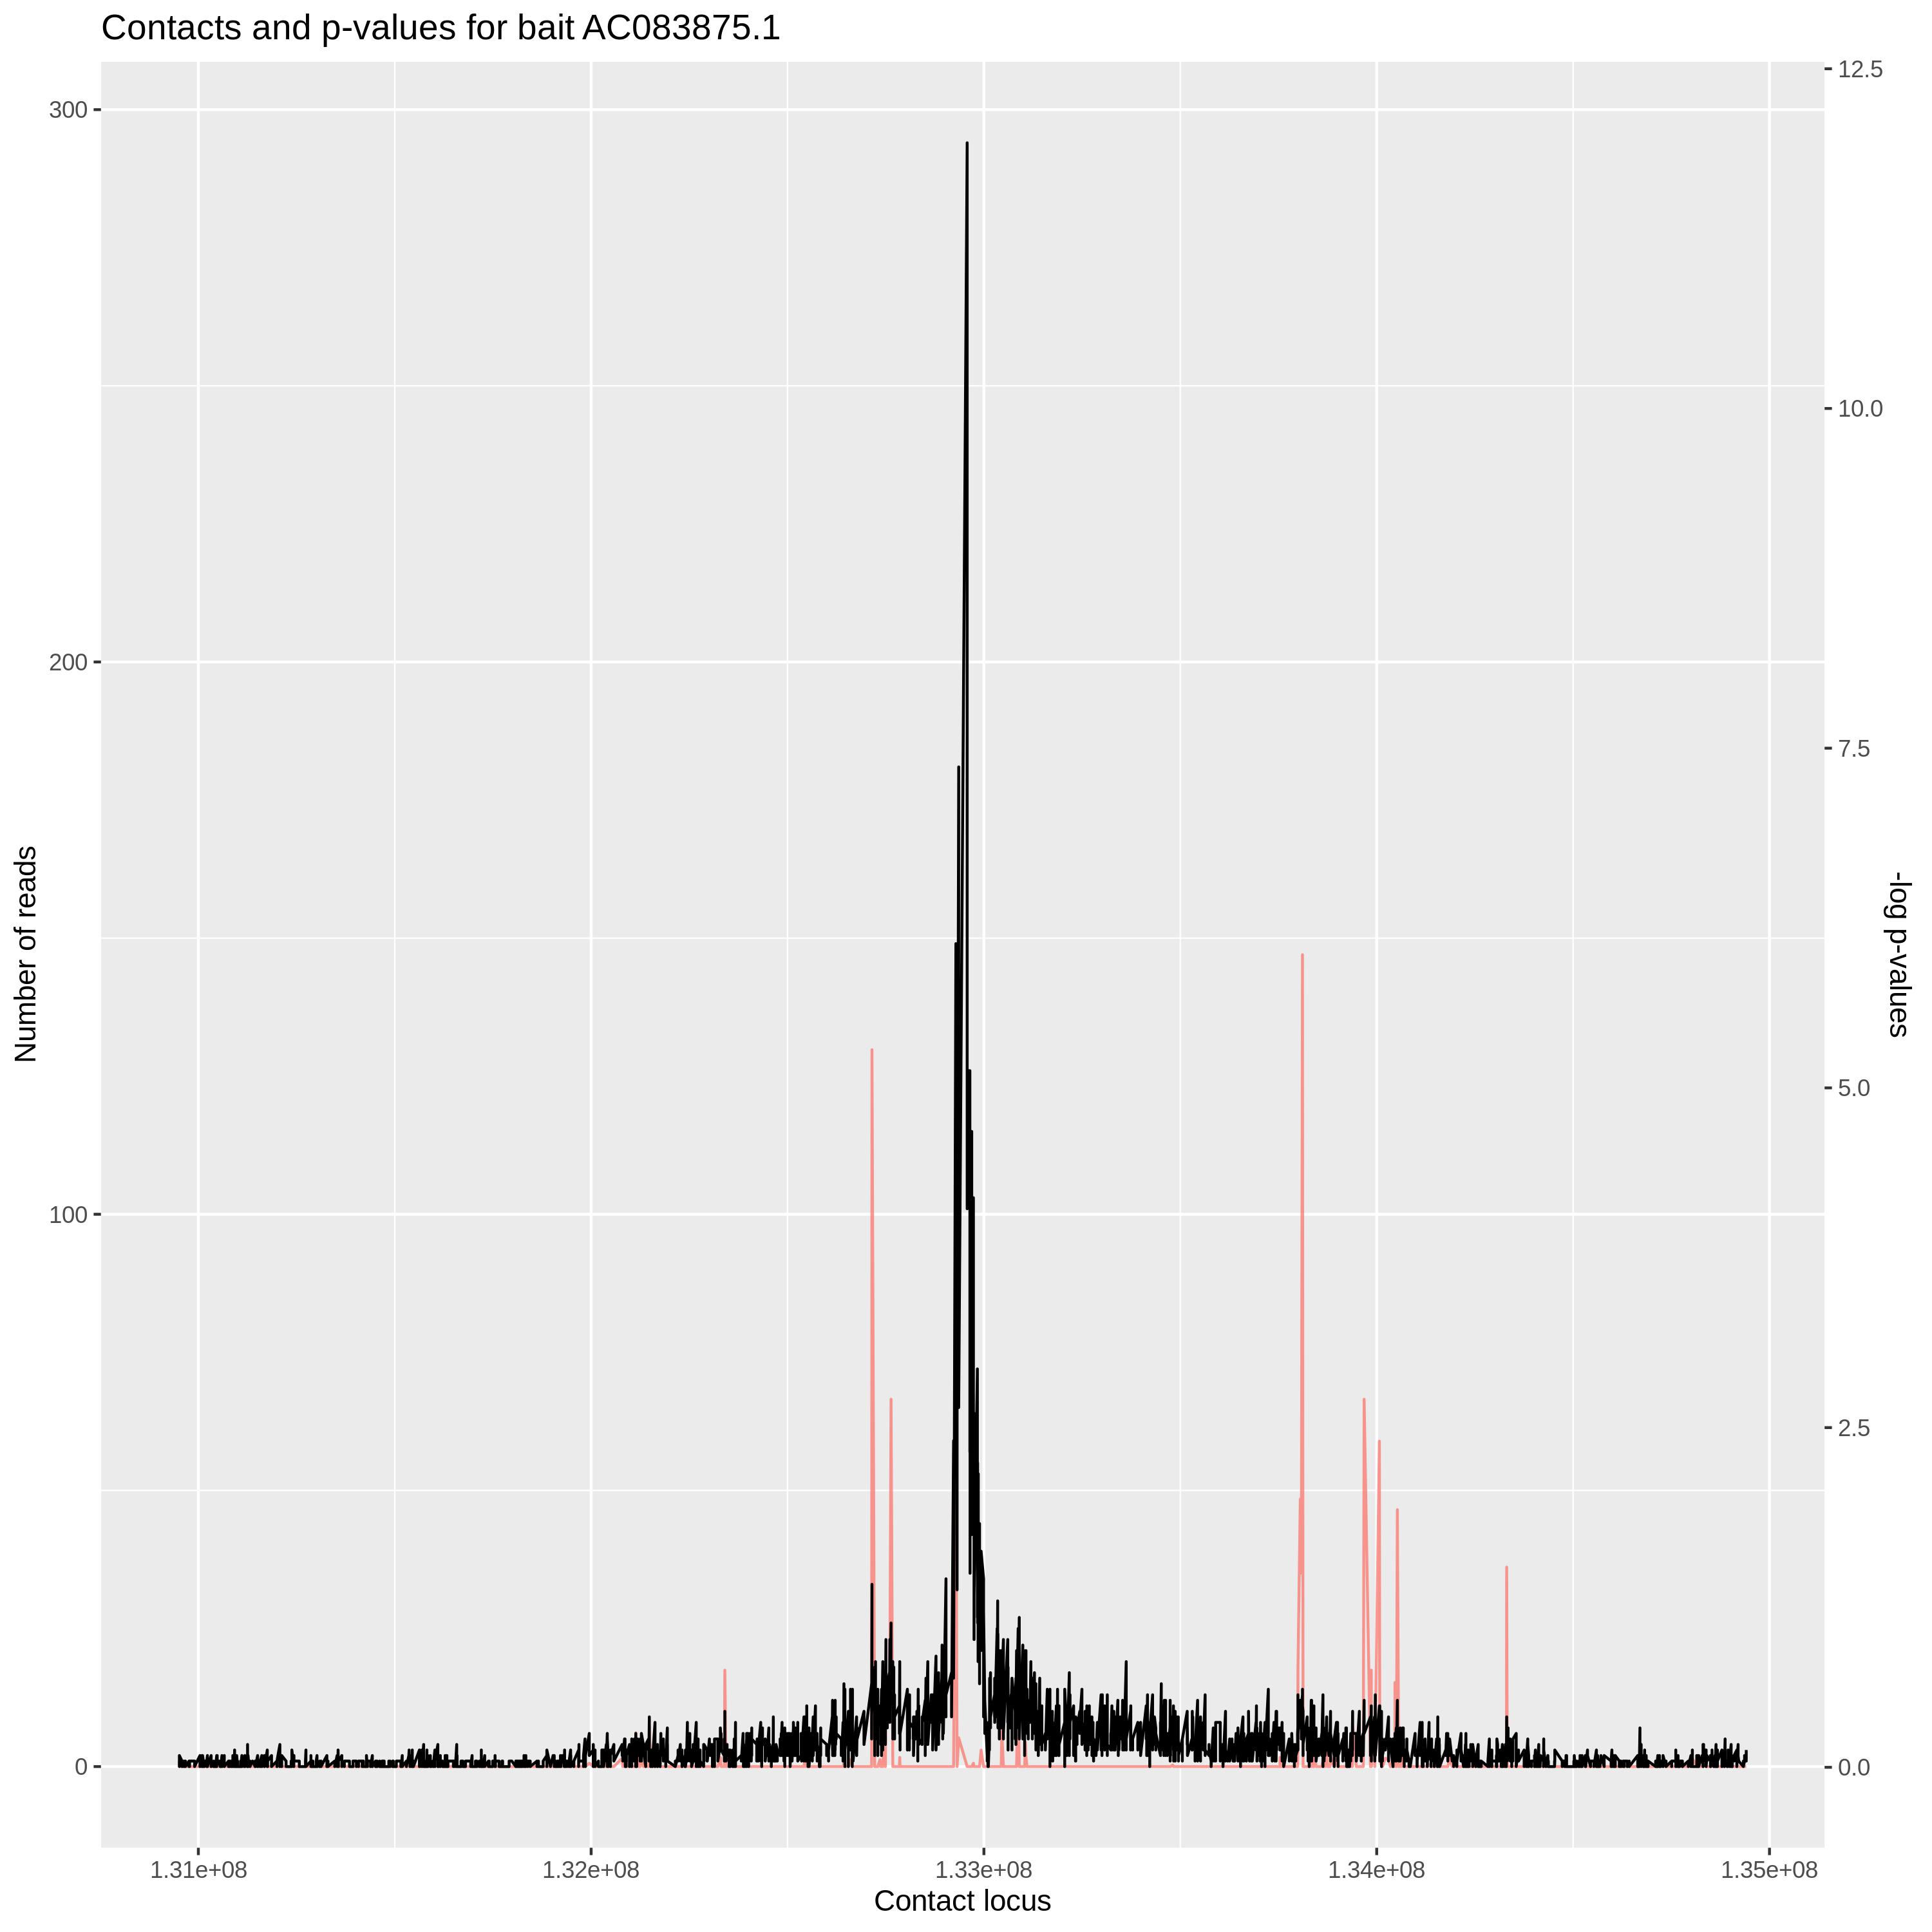 Contacts and p-values for bait AC083875.1
300
200
100
0
12.5
10.0
7.5
5.0
2.5
0.0
Number of reads
-log p-values
1.31e+08
1.32e+08
1.33e+08
1.34e+08
1.35e+08
Contact locus